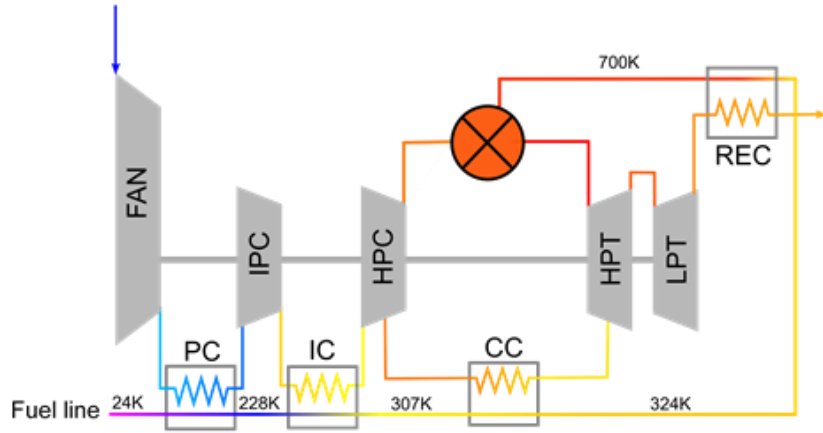 700K
REC
FAN
IPC
HPC
HPT
LPT
PC
IC
CC
Fuel line
24K
228K
307K
324K